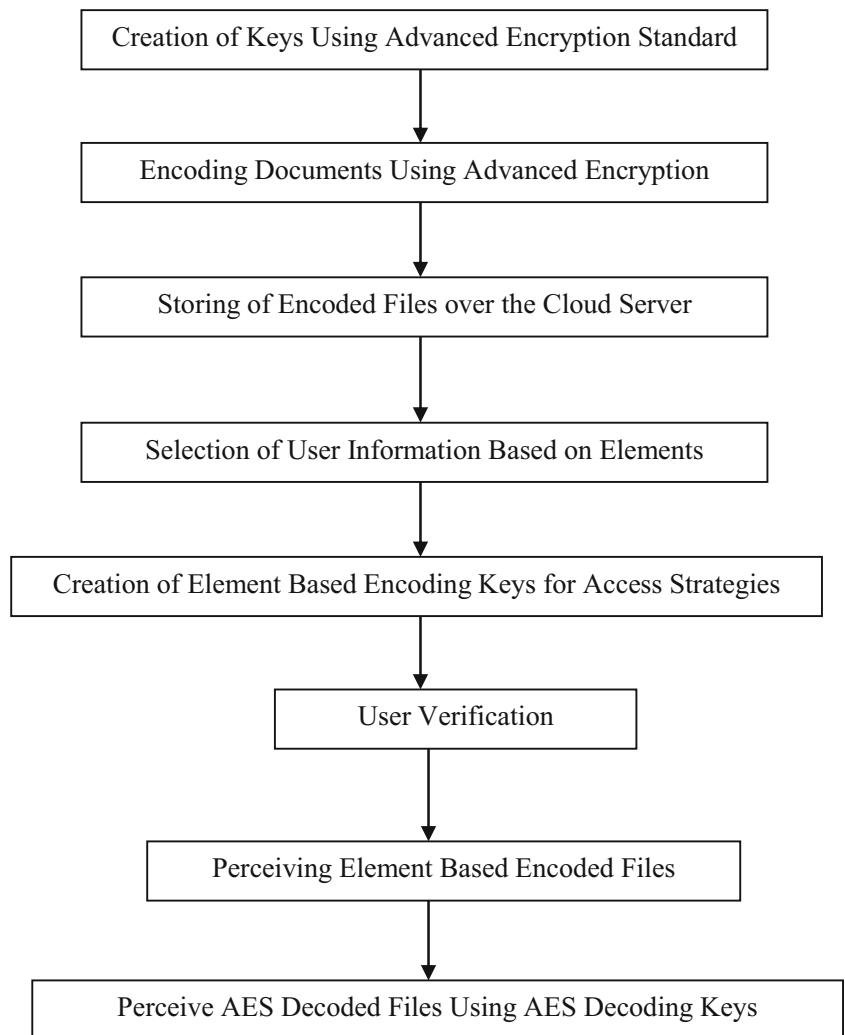 Creation of Keys Using Advanced Encryption Standard
Encoding Documents Using Advanced Encryption
Storing of Encoded Files over the Cloud Server
Selection of User Information Based on Elements
Creation of Element Based Encoding Keys for Access Strategies
User Verification
Perceiving Element Based Encoded Files
Perceive AES Decoded Files Using AES Decoding Keys